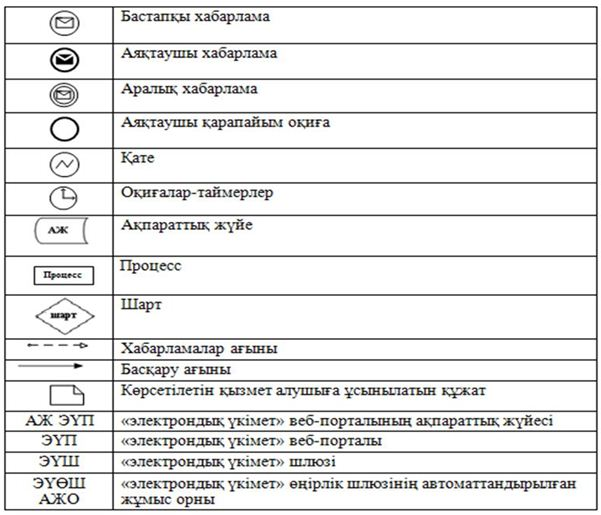 Бастапқы хабарлама
Аяқтаушы хабарлама
Аралық хабарлама
Аяқтаушы қарапайым оқиға
Қате
Оқиғалар-таймерлер
АЖ Ақпараттық жүйе
Процесс Процесс
шарт Шарт
Хабарламалар ағыны
Басқару ағыны
Көрсетілетін қызмет алушыға ұсынылатын құжат
АЖ ЭҮП «электрондық үкімет» веб-порталының ақпараттық жүйесі
ЭҮП «электрондық үкімет» веб-порталы
ЭҮШ «электрондық үкімет» шлюзі
ЭҮӨШ «электрондық үкімет» өңірлік шлюзінің автоматтандырылған
АЖО жұмыс орны